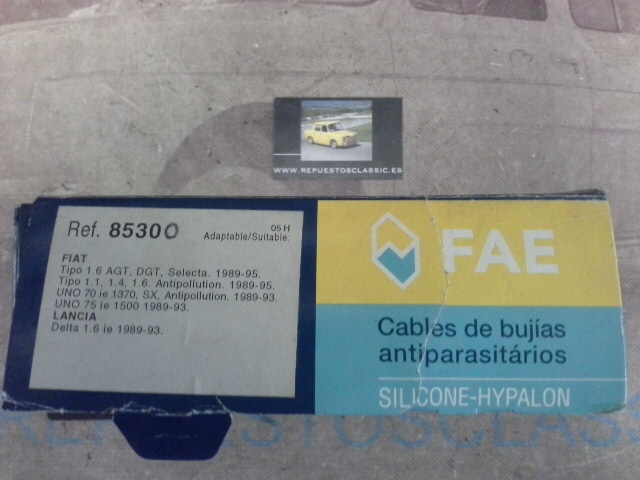 WWW.REPUESTOSCLASSIC.ES
Ref. 85300
05 H
Adaptable/Suitable:
FIAT
Tipo 1.6 AGT, DGT, Selecta. 1989-95.
Tipo 1.1, 1.4, 1.6. Antipollution. 1989-95.
UNO 70 ie 1370, SX, Antipollution. 1989-93.
UNO 75 ie 1500 1989-93.
LANCIA
Delta 1.6 ie 1989-93.
FAE
Cables de bujías
antiparasitários
SILICONE-HYPALON
REPUESTOSCLASS